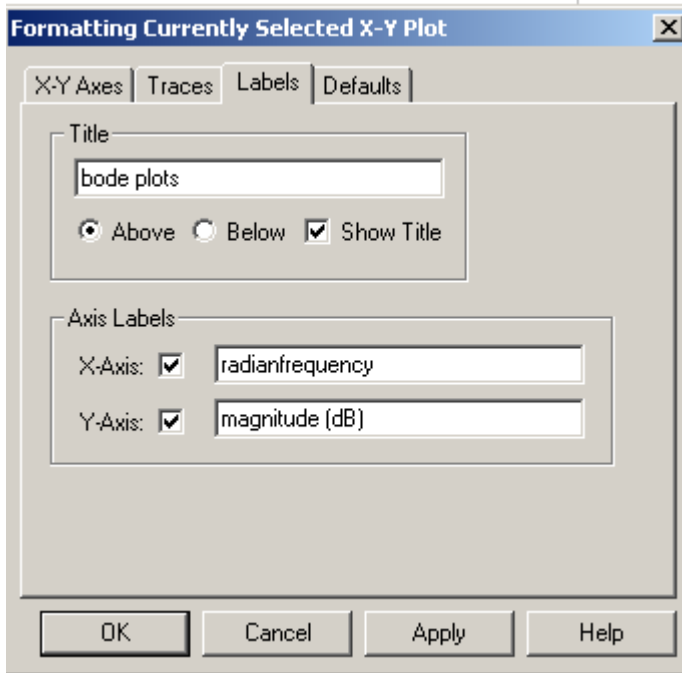 Formatting Currently Selected X-Y Plot
X-Y Axes Traces Labels Defaults
Title
bode plots
Above Below Show Title
Axis Labels
X-Axis: radianfrequency
Y-Axis: magnitude (dB)
OK Cancel Apply Help